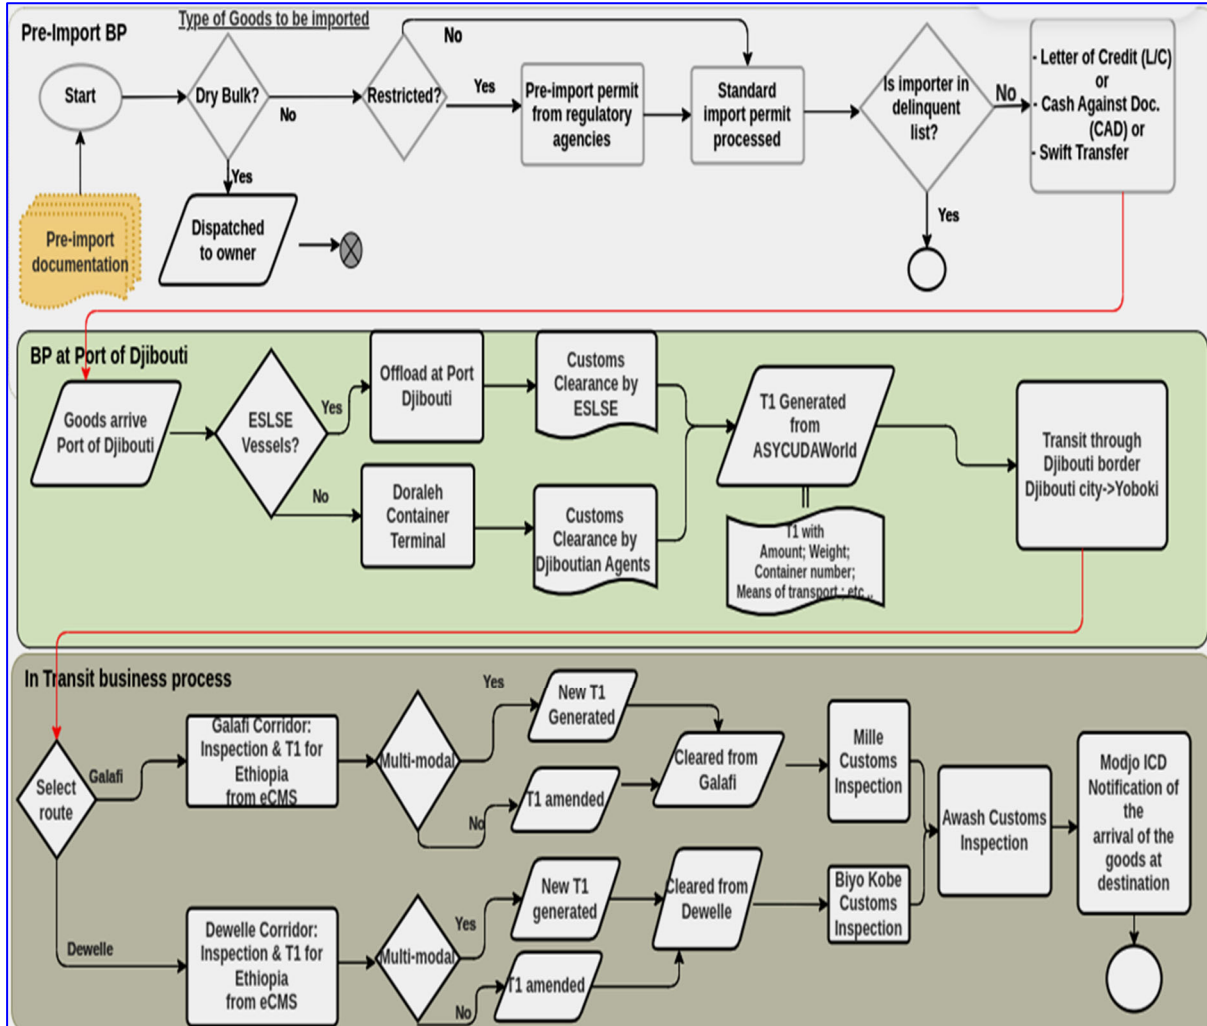 Pre-Import BP
Type of Goods to be imported
Start
Dry Bulk?
No
Yes
Restricted?
No
Yes
Pre-import permit
from regulatory
agencies
Standard
import permit
processed
Is importer in
delinquent
list?
No
Yes
- Letter of Credit (L/C)
or
- Cash Against Doc.
(CAD) or
- Swift Transfer
Pre-import
documentation
Dispatched
to owner
BP at Port of Djibouti
Goods arrive
Port of Djibouti
ESLSE
Vessels?
Yes
No
Offload at Port
Djibouti
Customs
Clearance by
ESLSE
Doraleh
Container
Terminal
Customs
Clearance by
Djiboutian Agents
T1 Generated
from
ASYCUDAWorld
T1 with
Amount; Weight;
Container number;
Means of transport ; etc ..
Transit through
Djibouti border
Djibouti city->Yoboki
In Transit business process
Select
route
Galafi
Dewelle
Galafi Corridor:
Inspection & T1 for
Ethiopia
from eCMS
Multi-modal
Yes
No
New T1
Generated
T1 amended
Cleared from
Galafi
Mille
Customs
Inspection
Dewelle Corridor:
Inspection & T1 for
Ethiopia
from eCMS
Multi-modal
Yes
No
New T1
generated
T1 amended
Cleared from
Dewelle
Biyo Kobe
Customs
Inspection
Awash Customs
Inspection
Modjo ICD
Notification of
the
arrival of the
goods at
destination